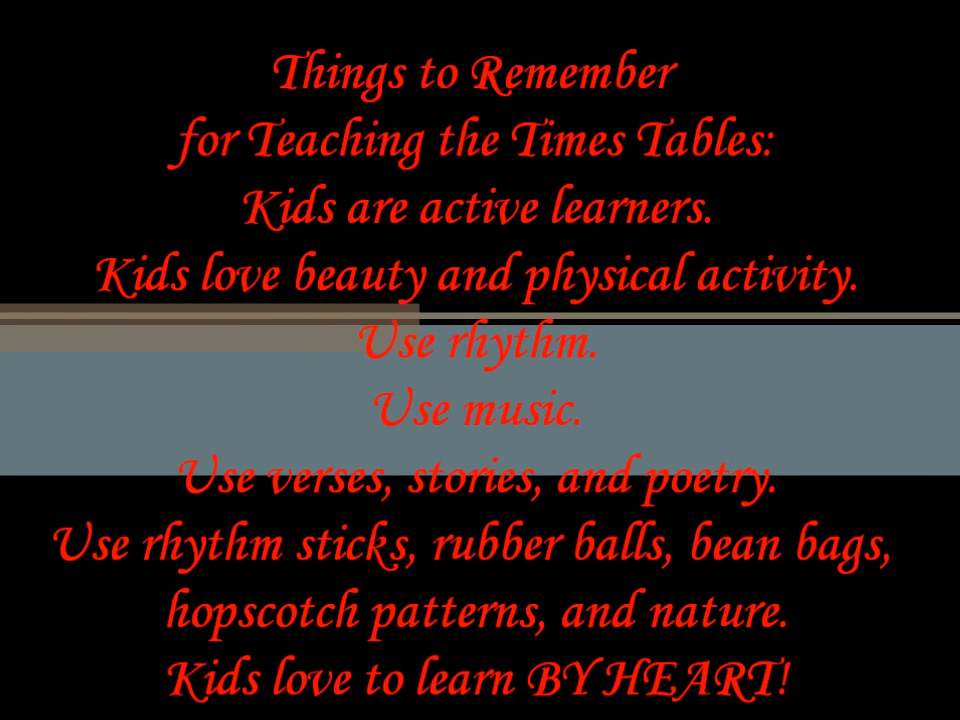 Things to Remember
for Teaching the Times Tables:
Kids are active learners.
Kids love beauty and physical activity.
Use rhythm.
Use music.
Use verses, stories, and poetry.
Use rhythm sticks, rubber balls, bean bags,
hopscotch patterns, and nature.
Kids love to learn BY HEART!